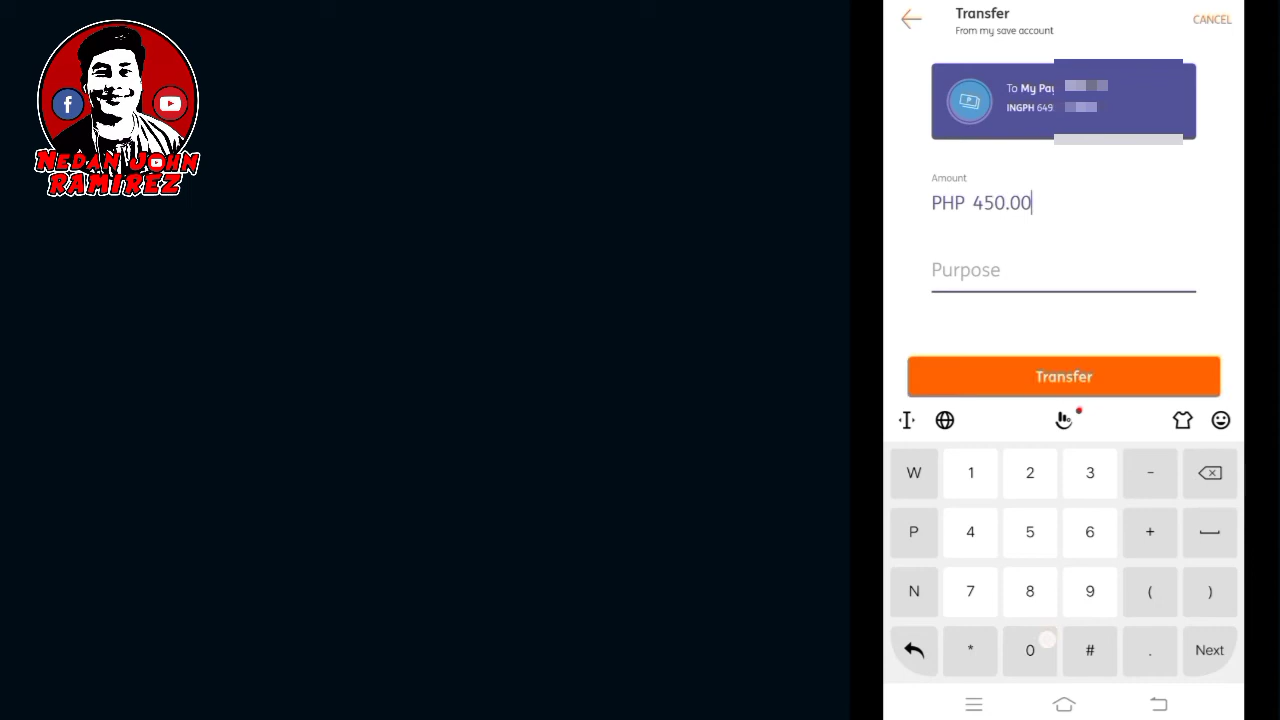 NEDAN JOHN
RAMIREZ
Transfer
From my save account
CANCEL
To My Pay
INGPH 649
Amount
PHP 450.00
Purpose
Transfer
W 1 2 3 -
P 4 5 6 +
N 7 8 9 ( )
* 0 # . Next